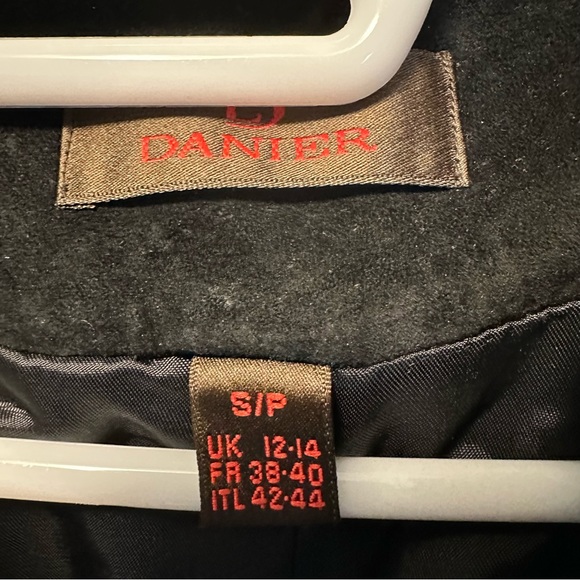 DANIER
S/P
UK 12-14
FR 38-40
ITL 42-44